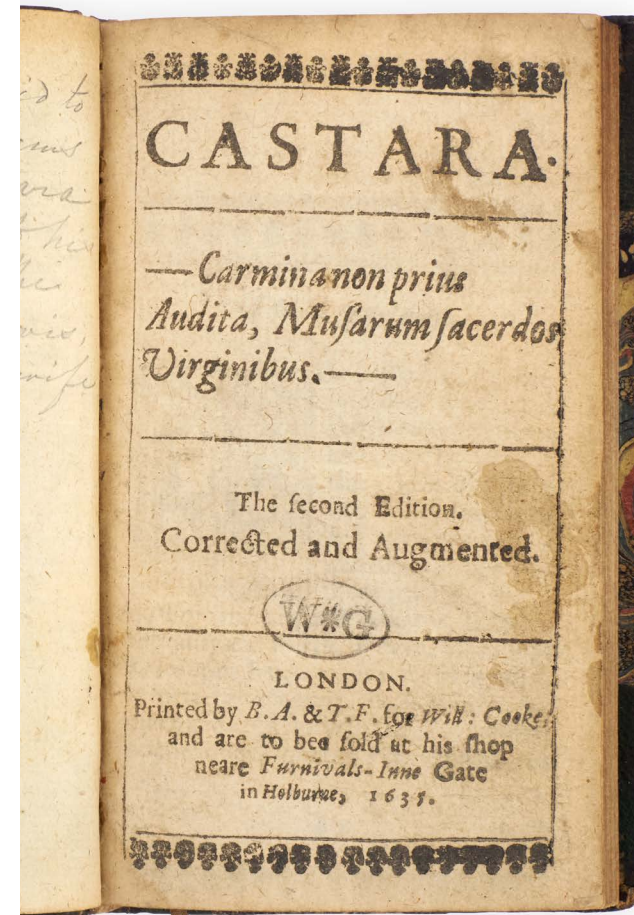 CASTARA.
—Carmina non prius
Audita, Muſarum ſacerdos
Virginibus.——
The ſecond Edition.
Corrected and Augmented.
W*G
LONDON.
Printed by B. A. & T. F. for Will: Cooke,
and are to bee ſold at his ſhop
neare Furnivals-Inne Gate
in Holburne, 1635.